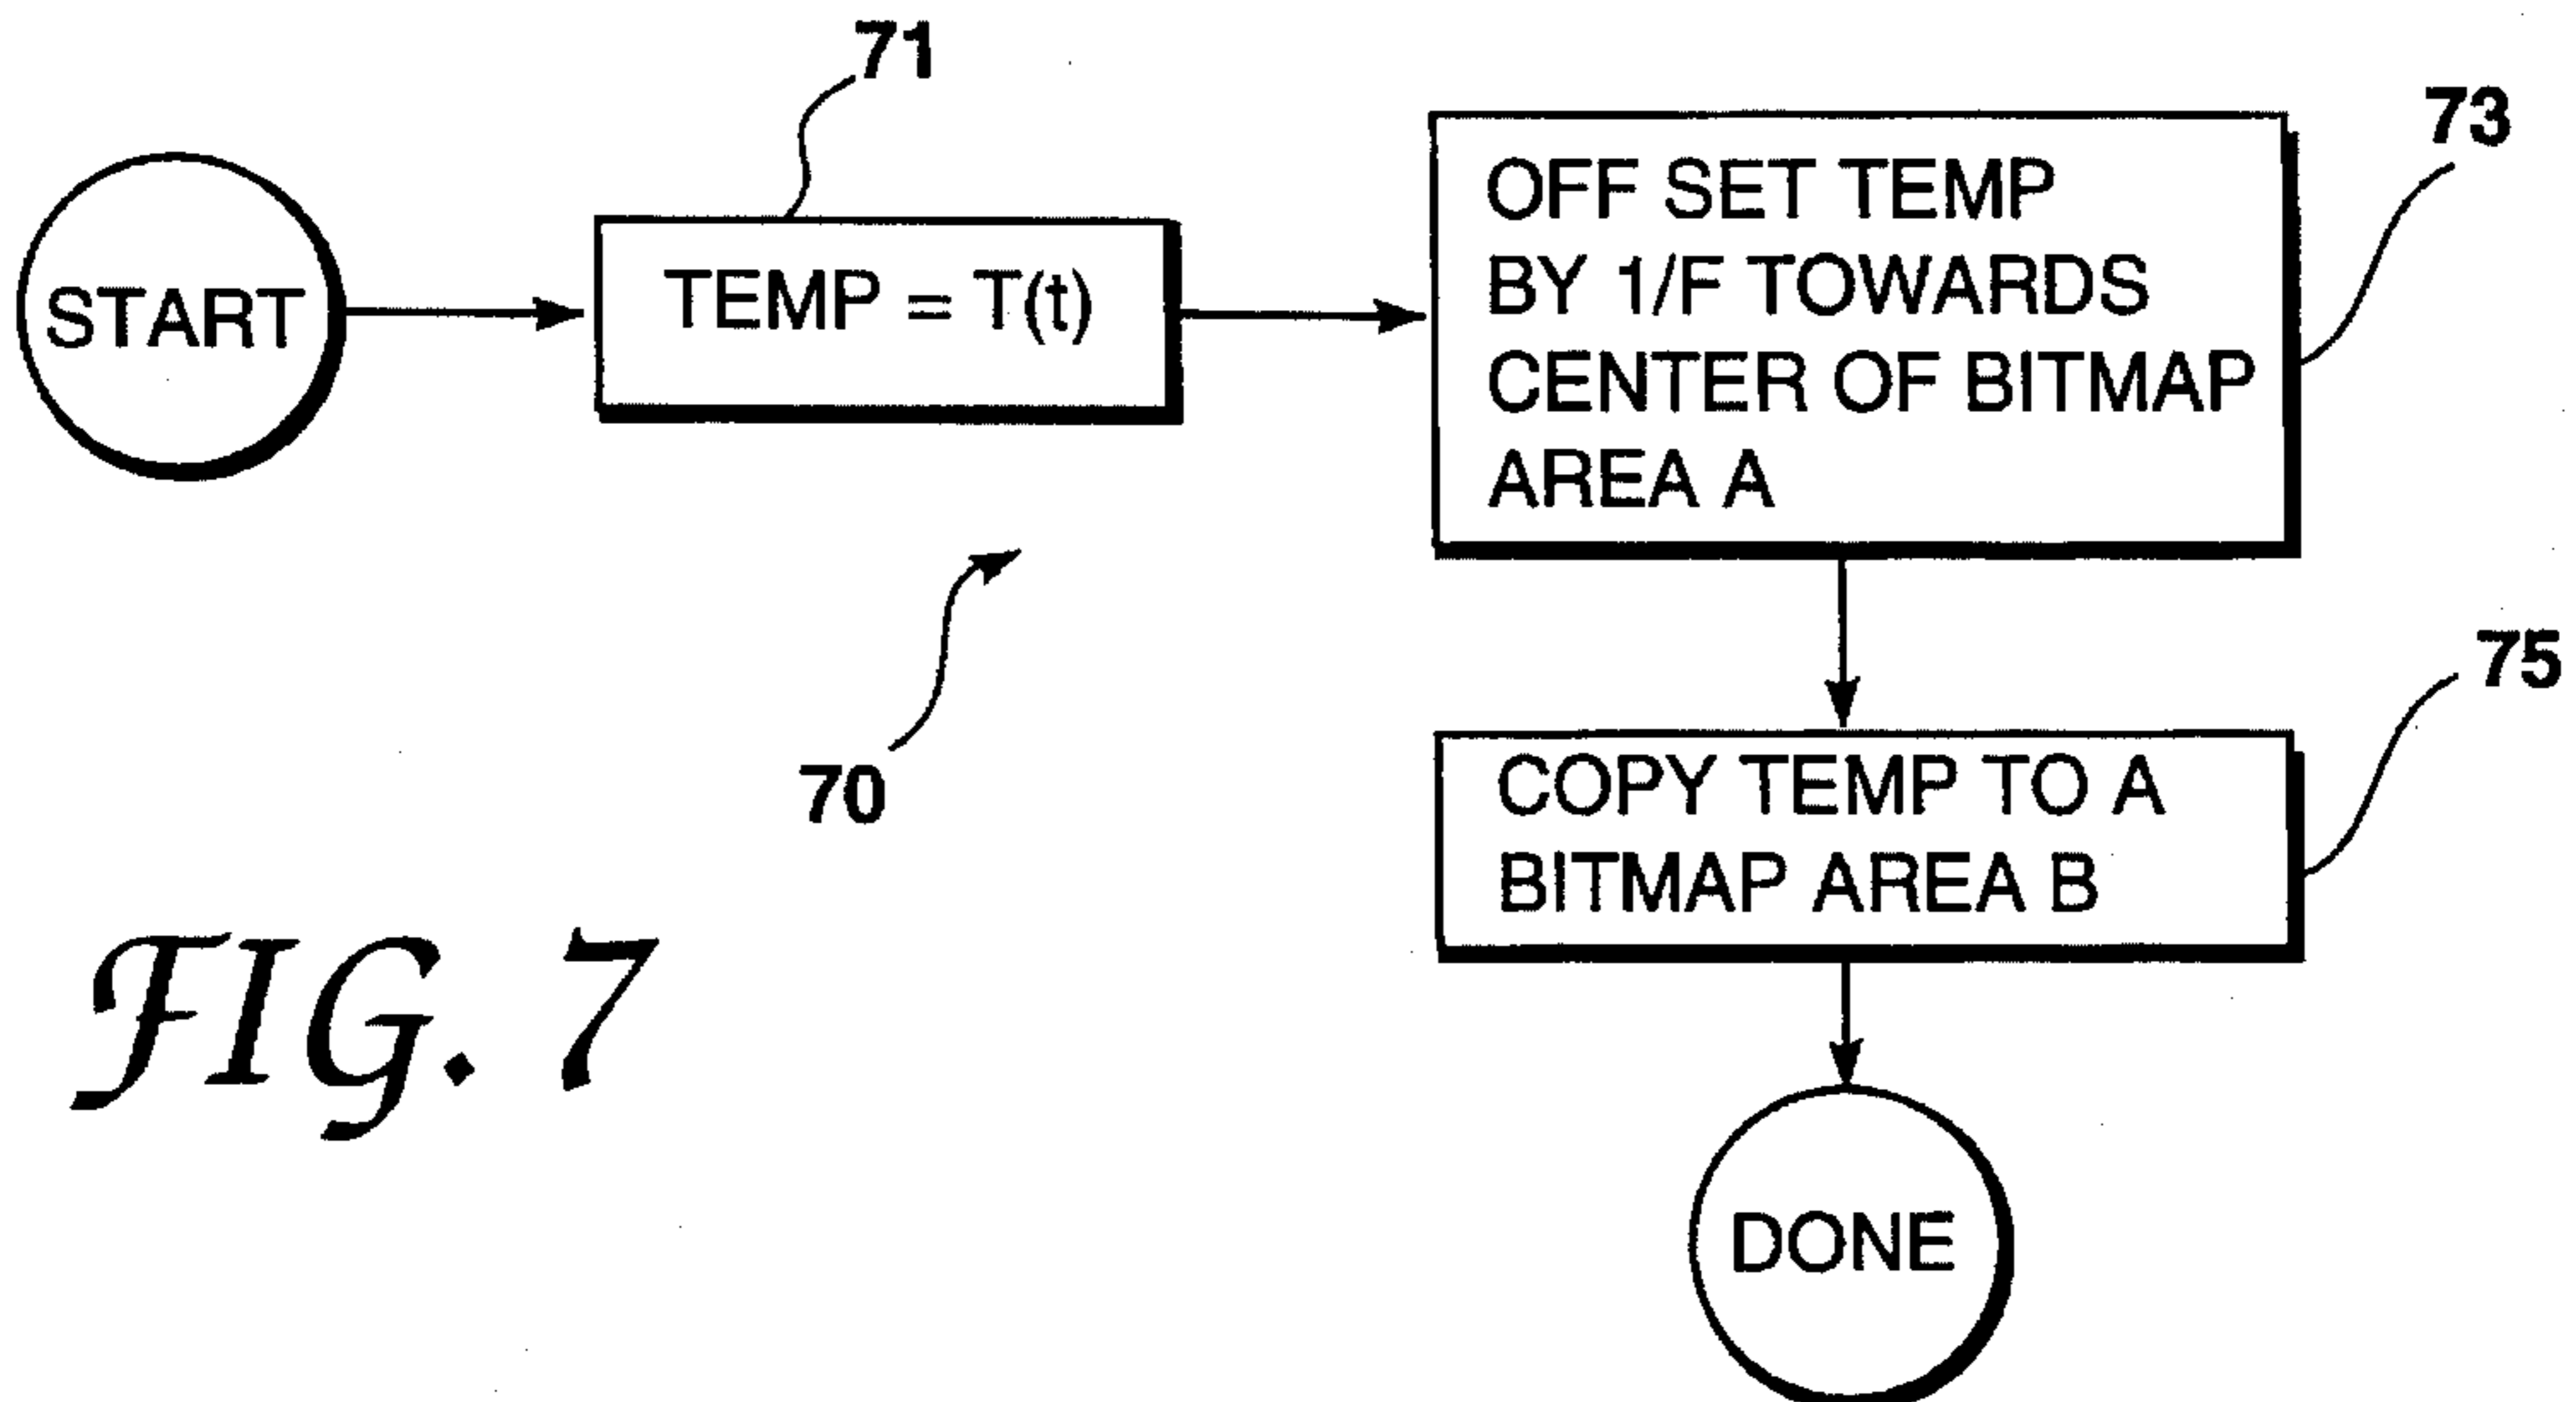 71
START
TEMP = T(t)
73
OFF SET TEMP
BY 1/F TOWARDS
CENTER OF BITMAP
AREA A
70
75
COPY TEMP TO A
BITMAP AREA B
DONE
FIG. 7